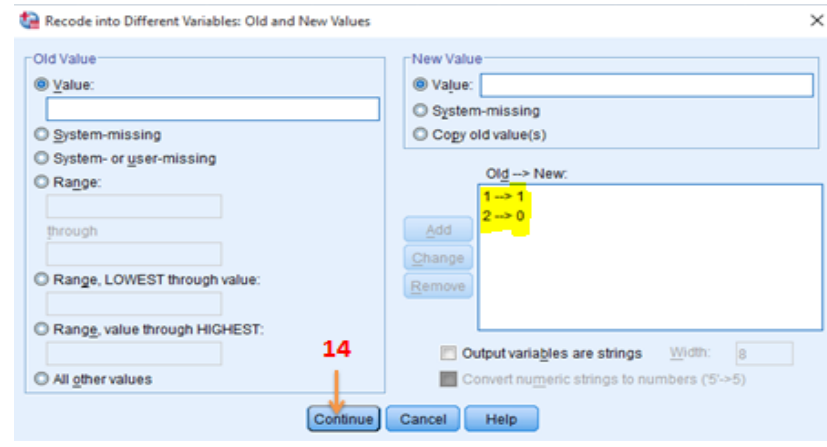 Recode into Different Variables: Old and New Values
Old Value
Value:
System-missing
System- or user-missing
Range:
through
Range, LOWEST through value:
Range, value through HIGHEST:
All other values
New Value
Value:
System-missing
Copy old value(s)
Old --> New:
1 --> 1
2 --> 0
Add
Change
Remove
Output variables are strings Width: 8
Convert numeric strings to numbers ('5'->5)
14
Continue Cancel Help